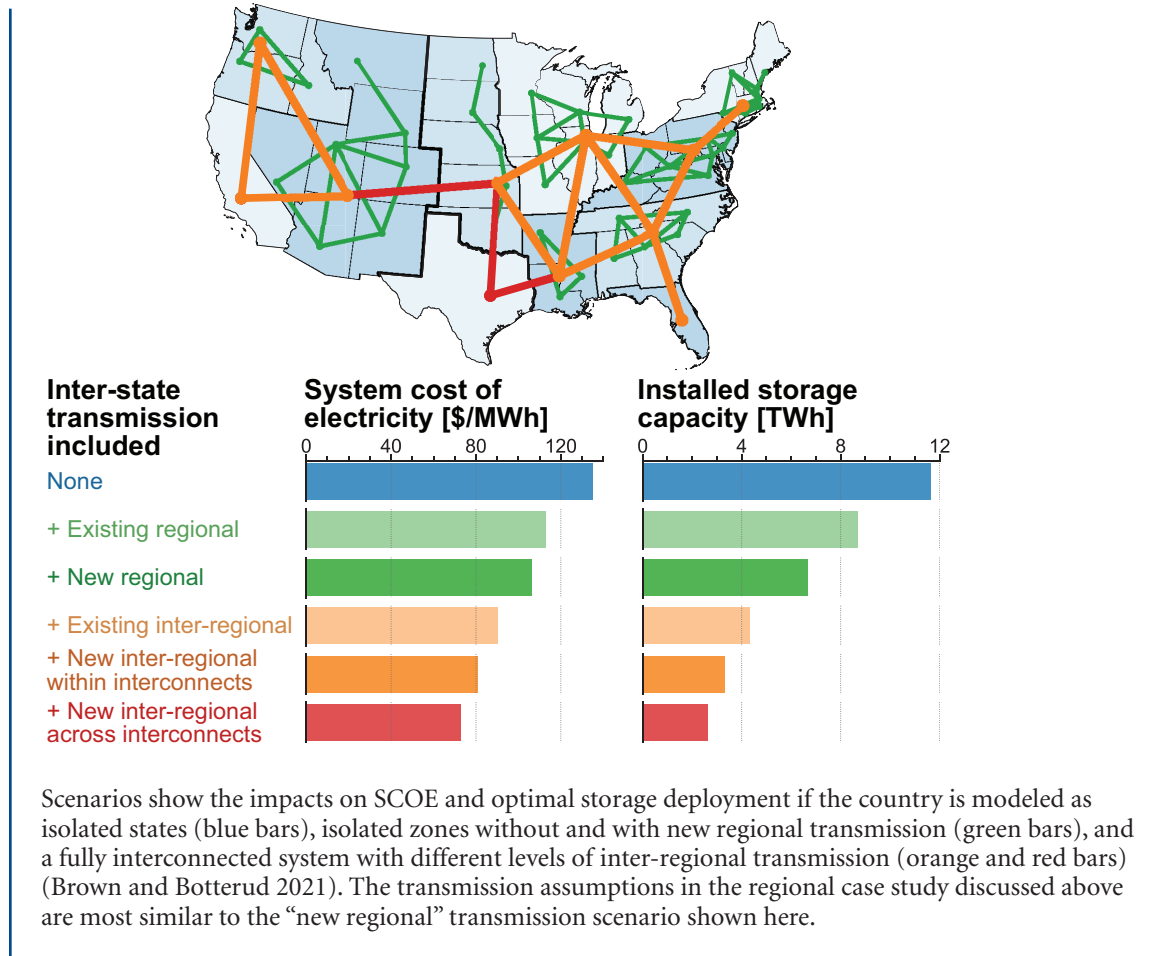 Inter-state
transmission
included
System cost of
electricity [$/MWh]
0 40 80 120
Installed storage
capacity [TWh]
0 4 8 12
None
+ Existing regional
+ New regional
+ Existing inter-regional
+ New inter-regional
within interconnects
+ New inter-regional
across interconnects
Scenarios show the impacts on SCOE and optimal storage deployment if the country is modeled as
isolated states (blue bars), isolated zones without and with new regional transmission (green bars), and
a fully interconnected system with different levels of inter-regional transmission (orange and red bars)
(Brown and Botterud 2021). The transmission assumptions in the regional case study discussed above
are most similar to the “new regional” transmission scenario shown here.